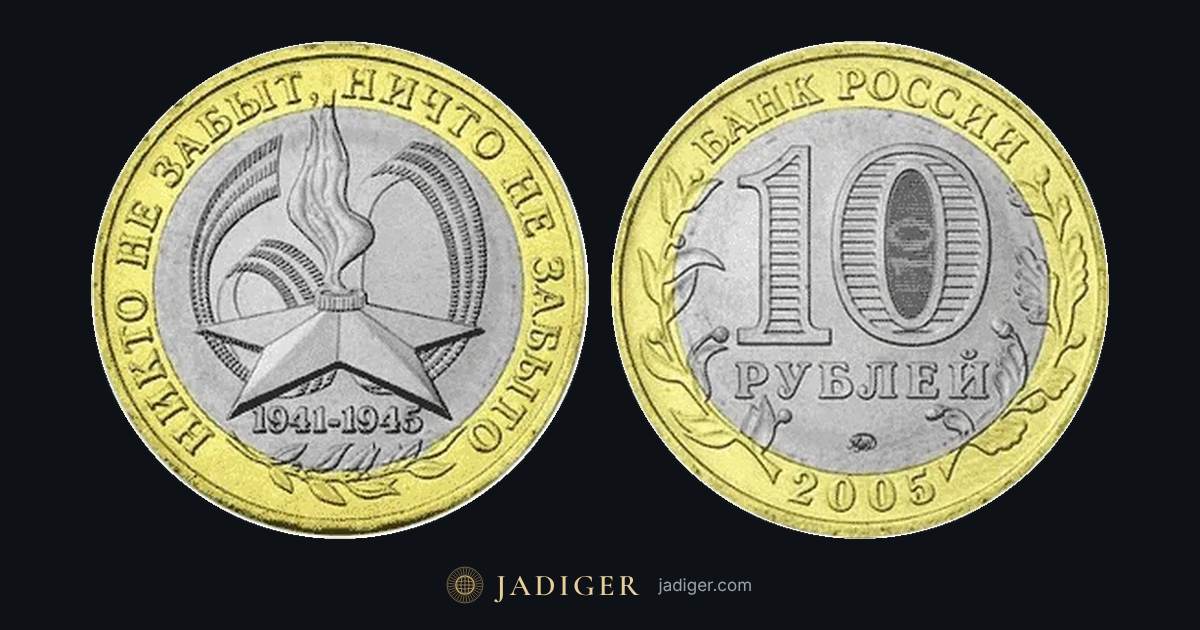 НИКТО НЕ ЗАБЫТ, НИЧТО НЕ ЗАБЫТО
1941-1945
БАНК РОССИИ
10
РУБЛЕЙ
2005
JADIGER jadiger.com